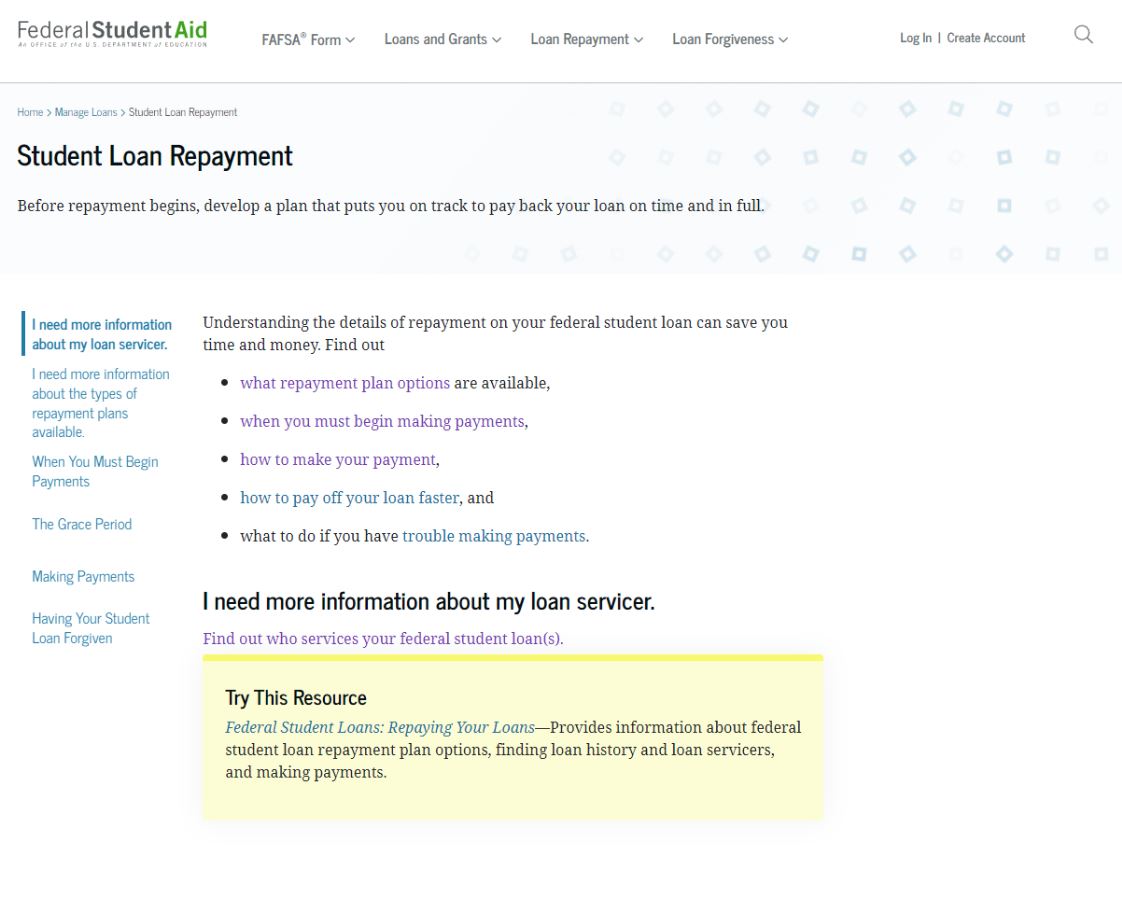 Federal Student Aid
An OFFICE of the U.S. DEPARTMENT of EDUCATION
FAFSA® Form
Loans and Grants
Loan Repayment
Loan Forgiveness
Log In | Create Account
Home > Manage Loans > Student Loan Repayment
Student Loan Repayment
Before repayment begins, develop a plan that puts you on track to pay back your loan on time and in full.
I need more information
about my loan servicer.
I need more information
about the types of
repayment plans
available.
When You Must Begin
Payments
The Grace Period
Making Payments
Having Your Student
Loan Forgiven
Understanding the details of repayment on your federal student loan can save you
time and money. Find out
• what repayment plan options are available,
• when you must begin making payments,
• how to make your payment,
• how to pay off your loan faster, and
• what to do if you have trouble making payments.
I need more information about my loan servicer.
Find out who services your federal student loan(s).
Try This Resource
Federal Student Loans: Repaying Your Loans—Provides information about federal
student loan repayment plan options, finding loan history and loan servicers,
and making payments.